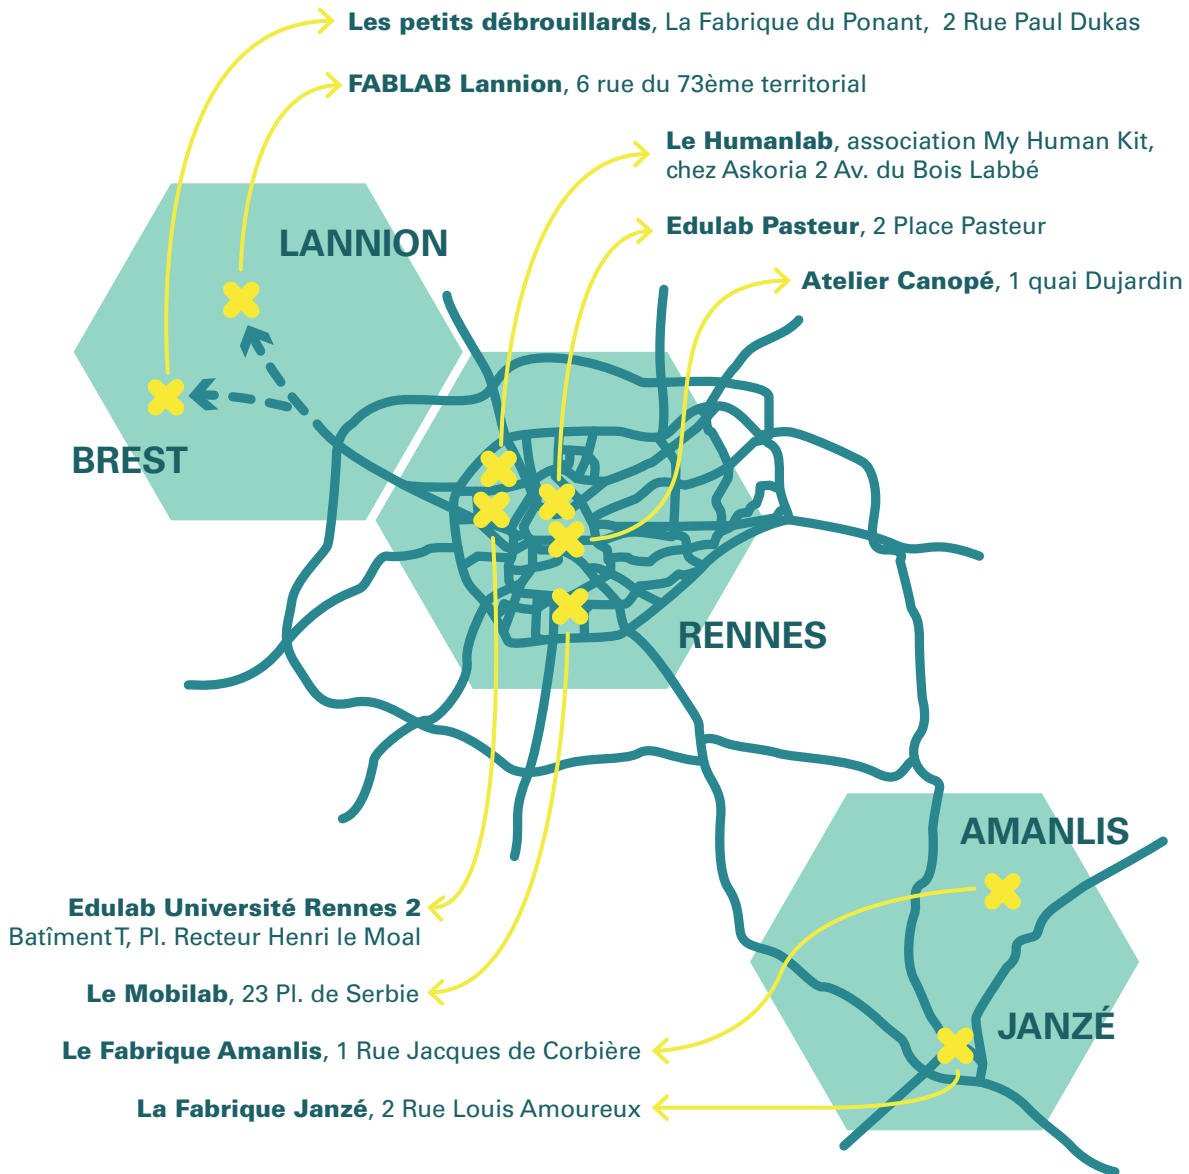 Les petits débrouillards, La Fabrique du Ponant, 2 Rue Paul Dukas
FABLAB Lannion, 6 rue du 73ème territorial
Le Humanlab, association My Human Kit,
chez Askoria 2 Av. du Bois Labbé
Edulab Pasteur, 2 Place Pasteur
Atelier Canopé, 1 quai Dujardin
LANNION
BREST
RENNES
AMANLIS
JANZÉ
Edulab Université Rennes 2
Batîment T, Pl. Recteur Henri le Moal
Le Mobilab, 23 Pl. de Serbie
Le Fabrique Amanlis, 1 Rue Jacques de Corbière
La Fabrique Janzé, 2 Rue Louis Amoureux